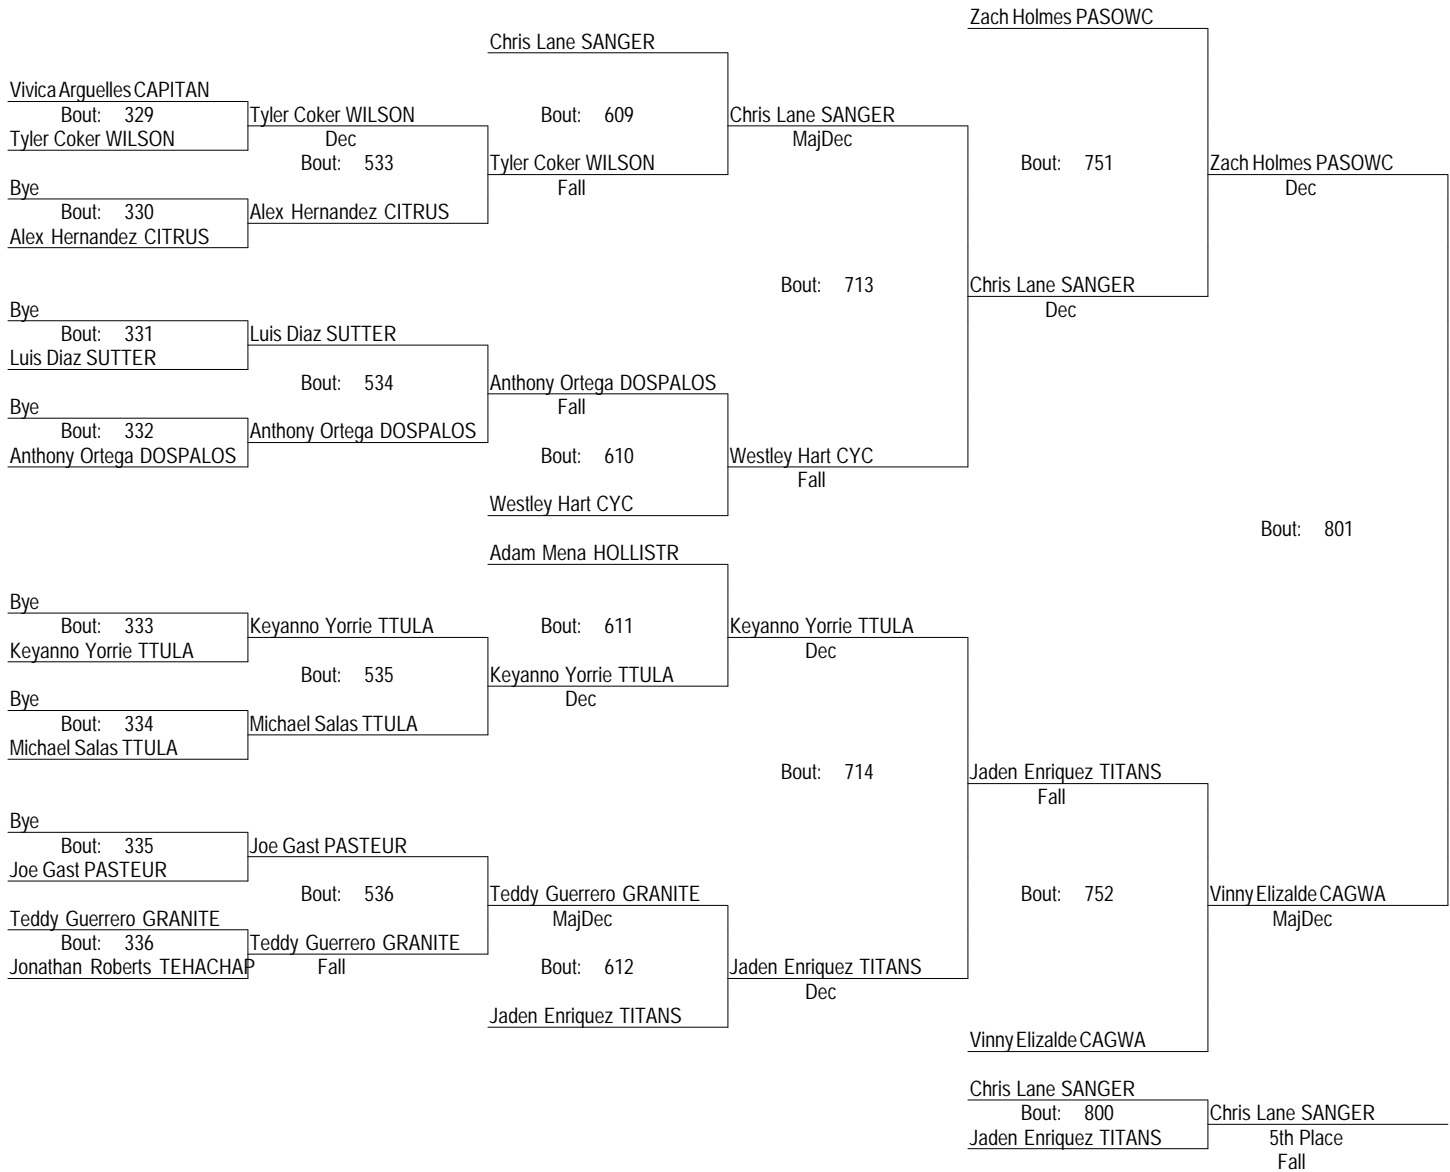 Zach Holmes PASOWC
Chris Lane SANGER
Vivica Arguelles CAPITAN
Bout: 329
Tyler Coker WILSON
Bout: 609
Chris Lane SANGER
Tyler Coker WILSON
Dec
MajDec
Bout: 533
Tyler Coker WILSON
Bout: 751
Zach Holmes PASOWC
Bye
Fall
Dec
Bout: 330
Alex Hernandez CITRUS
Alex Hernandez CITRUS
Bout: 713
Chris Lane SANGER
Bye
Dec
Bout: 331
Luis Diaz SUTTER
Luis Diaz SUTTER
Bout: 534
Anthony Ortega DOSPALOS
Bye
Fall
Bout: 332
Anthony Ortega DOSPALOS
Anthony Ortega DOSPALOS
Bout: 610
Westley Hart CYC
Fall
Westley Hart CYC
Bout: 801
Adam Mena HOLLISTR
Bye
Bout: 333
Keyanno Yorrie TTULA
Bout: 611
Keyanno Yorrie TTULA
Keyanno Yorrie TTULA
Dec
Bout: 535
Keyanno Yorrie TTULA
Bye
Dec
Bout: 334
Michael Salas TTULA
Michael Salas TTULA
Bout: 714
Jaden Enriquez TITANS
Fall
Bye
Bout: 335
Joe Gast PASTEUR
Joe Gast PASTEUR
Bout: 536
Teddy Guerrero GRANITE
Bout: 752
Vinny Elizalde CAGWA
Teddy Guerrero GRANITE
MajDec
MajDec
Bout: 336
Teddy Guerrero GRANITE
Jonathan Roberts TEHACHAP
Fall
Bout: 612
Jaden Enriquez TITANS
Dec
Jaden Enriquez TITANS
Vinny Elizalde CAGWA
Chris Lane SANGER
Bout: 800
Chris Lane SANGER
Jaden Enriquez TITANS
5th Place
Fall